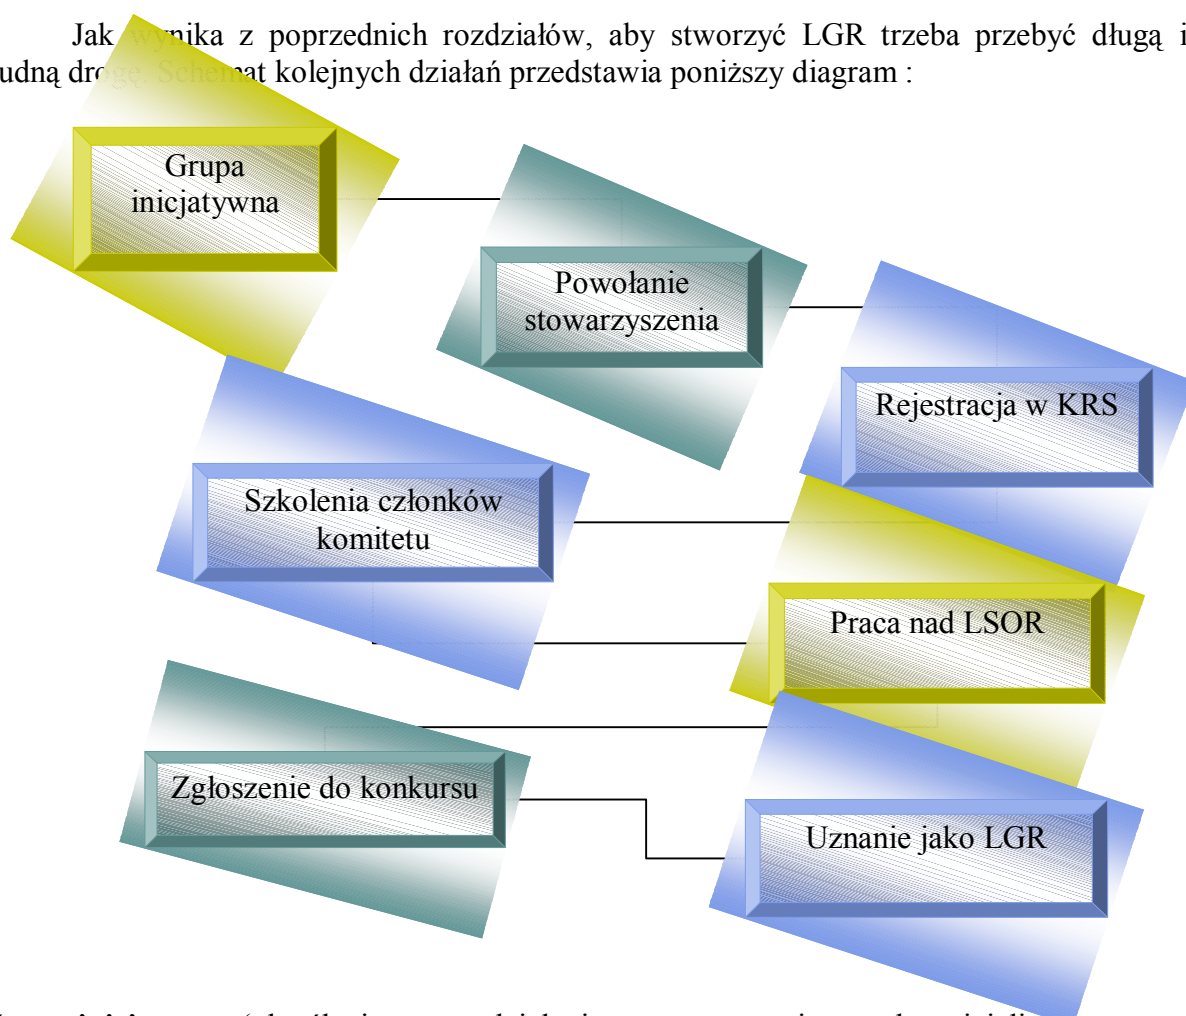 Jak wynika z poprzednich rozdziałów, aby stworzyć LGR trzeba przebyć długą i
udną drogę. Schemat kolejnych działań przedstawia poniższy diagram :
Grupa
inicjatywna
Powołanie
stowarzyszenia
Rejestracja w KRS
Szkolenia członków
komitetu
Praca nad LSOR
Zgłoszenie do konkursu
Uznanie jako LGR